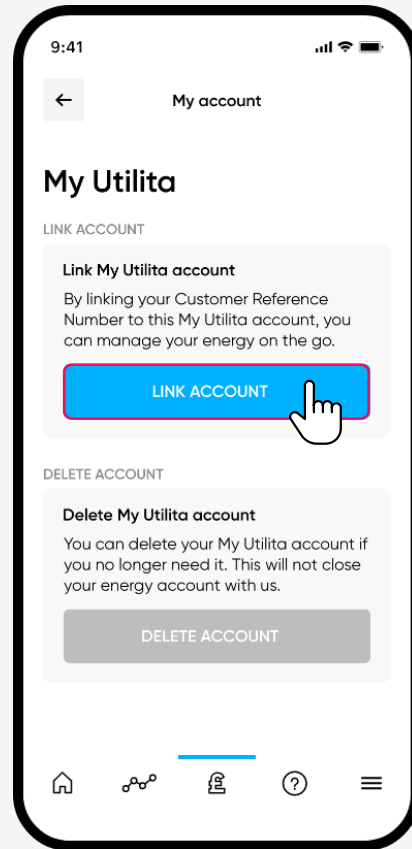 9:41
My account
My Utilita
LINK ACCOUNT
Link My Utilita account
By linking your Customer Reference
Number to this My Utilita account, you
can manage your energy on the go.
LINK ACCOUNT
DELETE ACCOUNT
Delete My Utilita account
You can delete your My Utilita account if
you no longer need it. This will not close
your energy account with us.
DELETE ACCOUNT